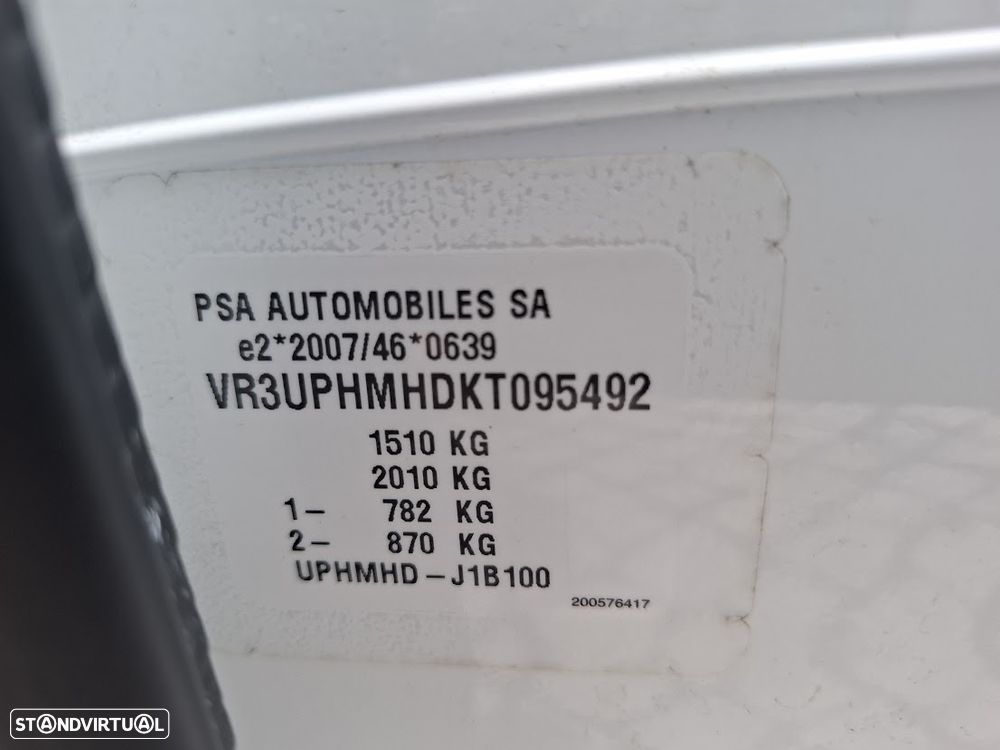 PSA AUTOMOBILES SA
e2*2007/46*0639
VR3UPHMHDKT095492
1510 KG
2010 KG
1- 782 KG
2- 870 KG
UPHMHD-J1B100
200576417
STANDVIRTUAL